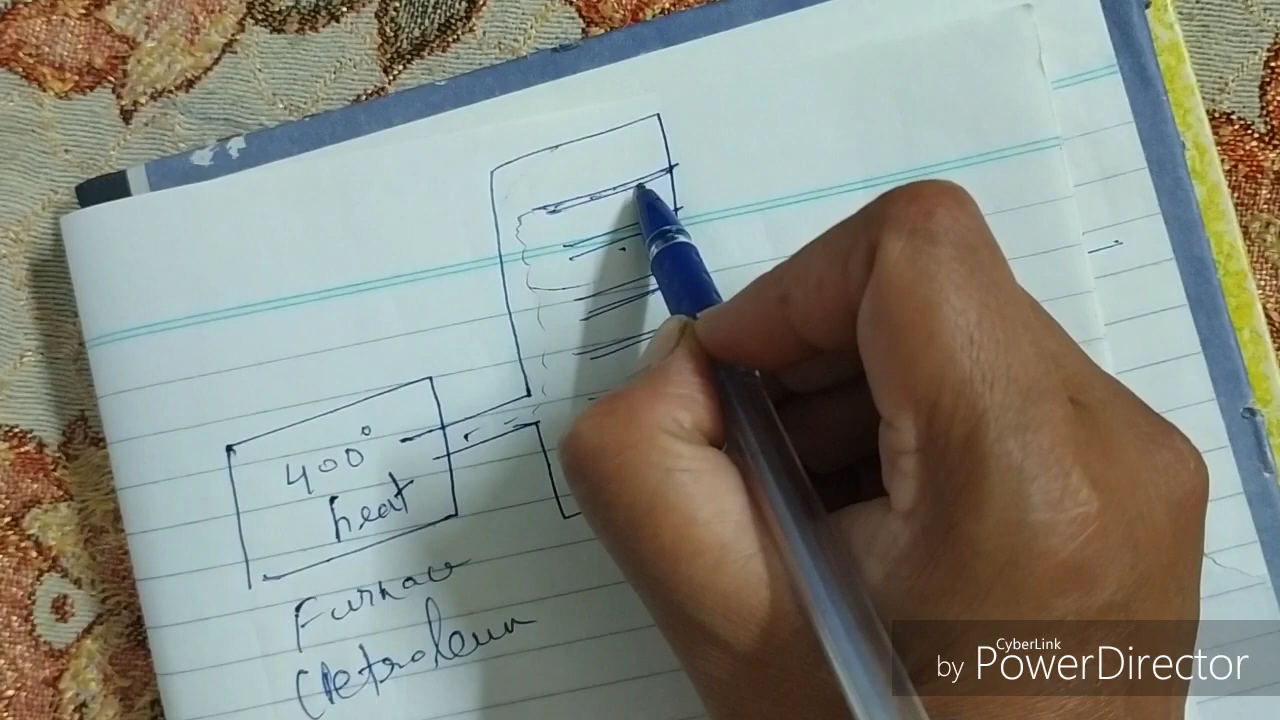 400°
heat
Furnace
(Petroleum
CyberLink
by PowerDirector